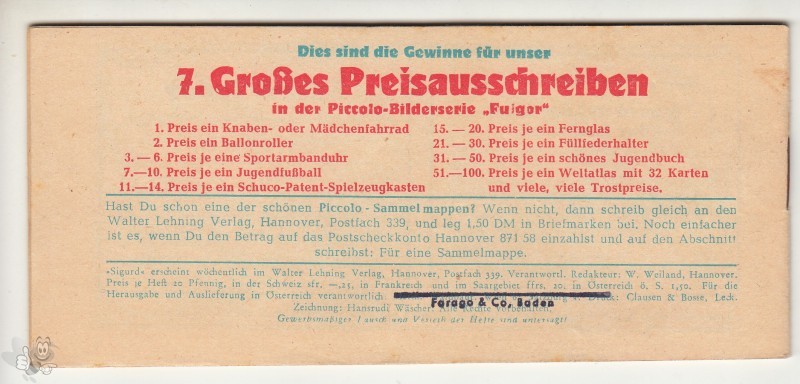 Dies sind die Gewinne für unser
7. Großes Preisausschreiben
in der Piccolo-Bilderserie „Fulgor“
1. Preis ein Knaben- oder Mädchenfahrrad
2. Preis ein Ballonroller
3.— 6. Preis je eine Sportarmbanduhr
7.—10. Preis je ein Jugendfußball
11.—14. Preis je ein Schuco-Patent-Spielzeugkasten
15.— 20. Preis je ein Fernglas
21.— 30. Preis je ein Füllfederhalter
31.— 50. Preis je ein schönes Jugendbuch
51.—100. Preis je ein Weltatlas mit 32 Karten
und viele, viele Trostpreise.
Hast Du schon eine der schönen Piccolo-Sammelmappen? Wenn nicht, dann schreib gleich an den
Walter Lehning Verlag, Hannover, Postfach 339, und leg 1,50 DM in Briefmarken bei. Noch einfacher
ist es, wenn Du den Betrag auf das Postscheckkonto Hannover 871 58 einzahlst und auf den Abschnitt
schreibst: Für eine Sammelmappe.
»Sigurd« erscheint wöchentlich im Walter Lehning Verlag, Hannover, Postfach 339. Verantwortl. Redakteur: W. Weiland, Hannover.
Preis je Heft 20 Pfennig, in der Schweiz sfr. —,25, in Frankreich und im Saargebiet ffrs. 20, in Österreich ö. S. 1,50. Für die
Herausgabe und Auslieferung in Österreich verantwortlich. Druck: Clausen & Bosse, Leck.
Farago & Co, Baden
Zeichnung: Hansrudi Wäscher. Alle Rechte vorbehalten.
Gewerbsmäßiger Tausch und Verleih der Hefte sind untersagt!